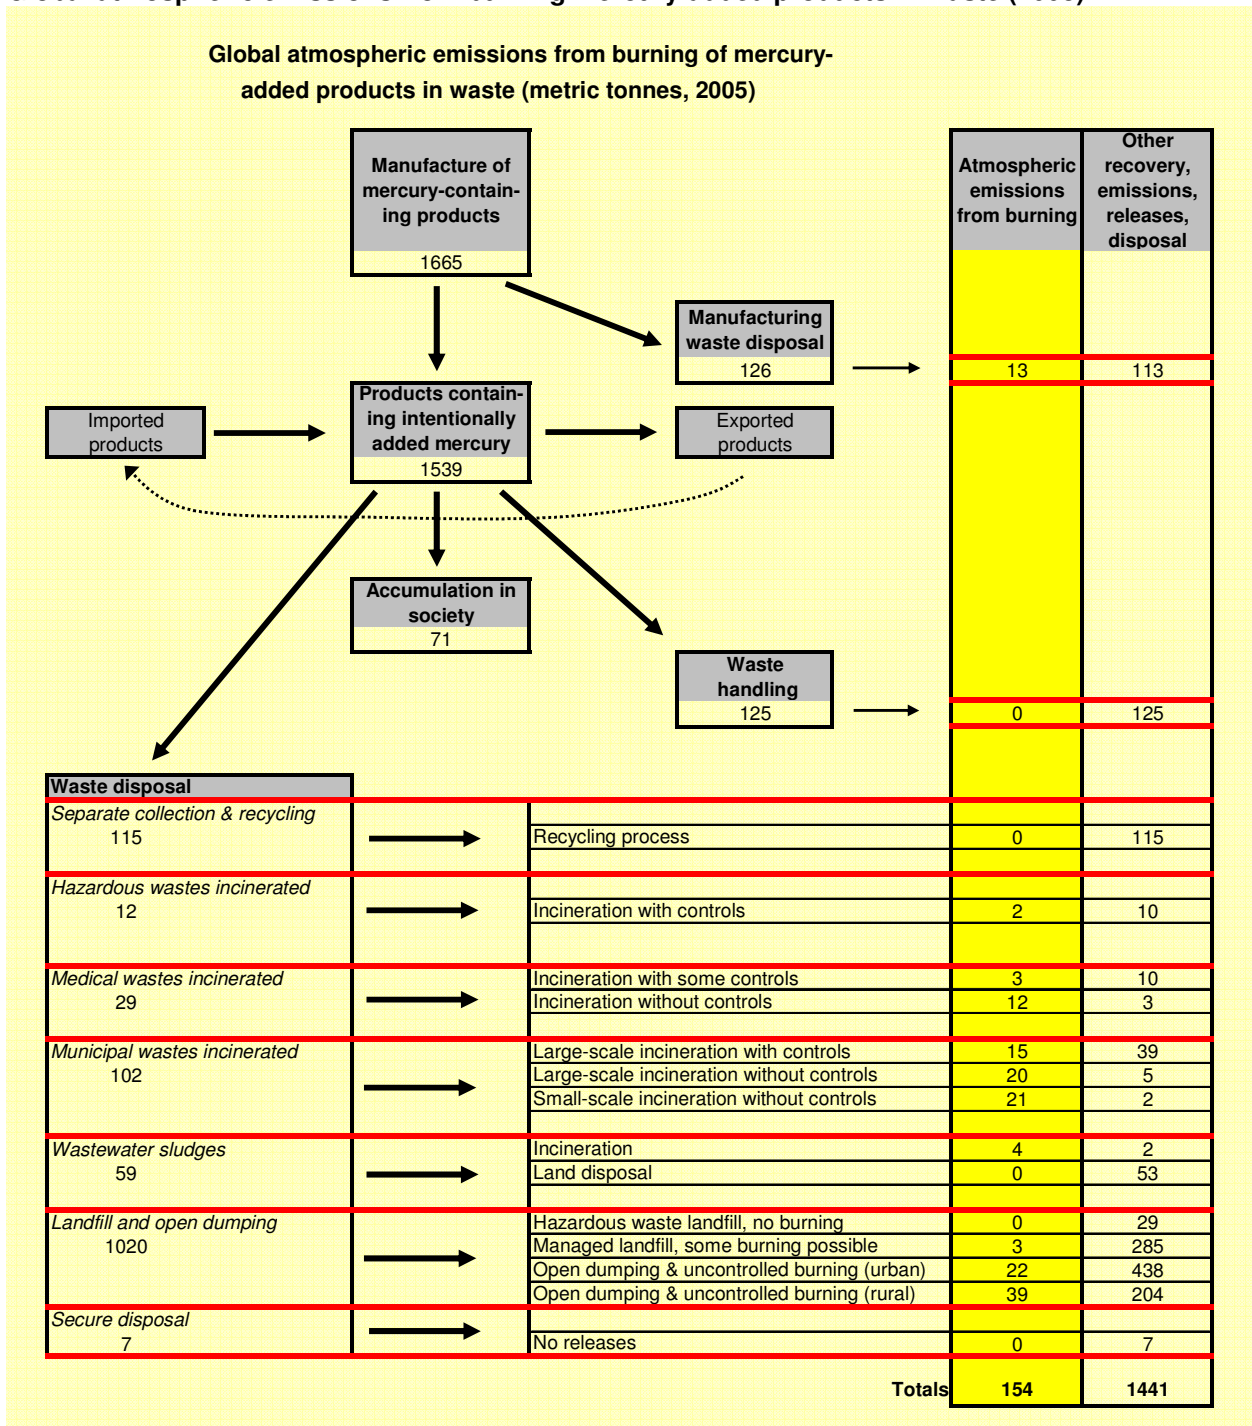 Global atmospheric emissions from burning of mercury-
added products in waste (metric tonnes, 2005)
Manufacture of
mercury-contain-
ing products
1665
Atmospheric
emissions
from burning
Other
recovery,
emissions,
releases,
disposal
Manufacturing
waste disposal
126
13 113
Products contain-
ing intentionally
added mercury
1539
Imported
products
Exported
products
Accumulation in
society
71
Waste
handling
125
0 125
Waste disposal
Separate collection & recycling
115
Recycling process 0 115
Hazardous wastes incinerated
12
Incineration with controls 2 10
Medical wastes incinerated
29
Incineration with some controls 3 10
Incineration without controls 12 3
Municipal wastes incinerated
102
Large-scale incineration with controls 15 39
Large-scale incineration without controls 20 5
Small-scale incineration without controls 21 2
Wastewater sludges
59
Incineration 4 2
Land disposal 0 53
Landfill and open dumping
1020
Hazardous waste landfill, no burning 0 29
Managed landfill, some burning possible 3 285
Open dumping & uncontrolled burning (urban) 22 438
Open dumping & uncontrolled burning (rural) 39 204
Secure disposal
7
No releases 0 7
Totals 154 1441